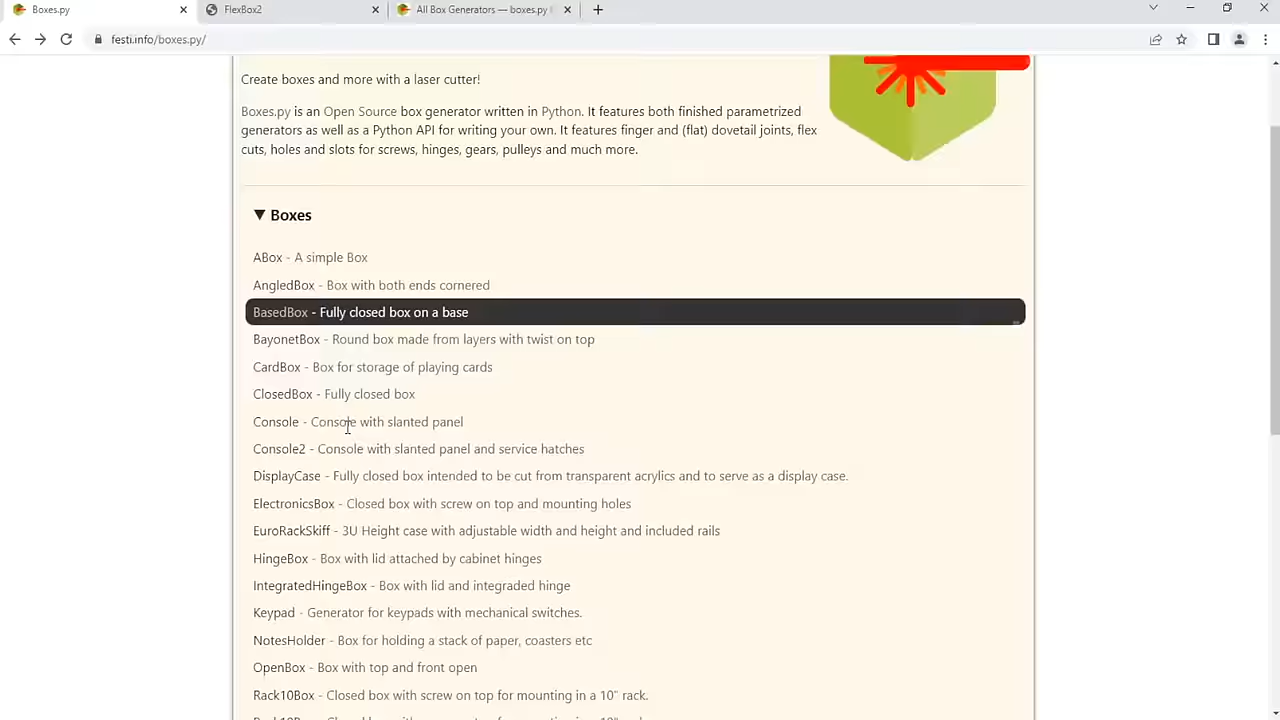 Boxes.py
FlexBox2
All Box Generators — boxes.py
festi.info/boxes.py/
Create boxes and more with a laser cutter!
Boxes.py is an Open Source box generator written in Python. It features both finished parametrized
generators as well as a Python API for writing your own. It features finger and (flat) dovetail joints, flex
cuts, holes and slots for screws, hinges, gears, pulleys and much more.
▼ Boxes
ABox - A simple Box
AngledBox - Box with both ends cornered
BasedBox - Fully closed box on a base
BayonetBox - Round box made from layers with twist on top
CardBox - Box for storage of playing cards
ClosedBox - Fully closed box
Console - Console with slanted panel
Console2 - Console with slanted panel and service hatches
DisplayCase - Fully closed box intended to be cut from transparent acrylics and to serve as a display case.
ElectronicsBox - Closed box with screw on top and mounting holes
EuroRackSkiff - 3U Height case with adjustable width and height and included rails
HingeBox - Box with lid attached by cabinet hinges
IntegratedHingeBox - Box with lid and integraded hinge
Keypad - Generator for keypads with mechanical switches.
NotesHolder - Box for holding a stack of paper, coasters etc
OpenBox - Box with top and front open
Rack10Box - Closed box with screw on top for mounting in a 10" rack.